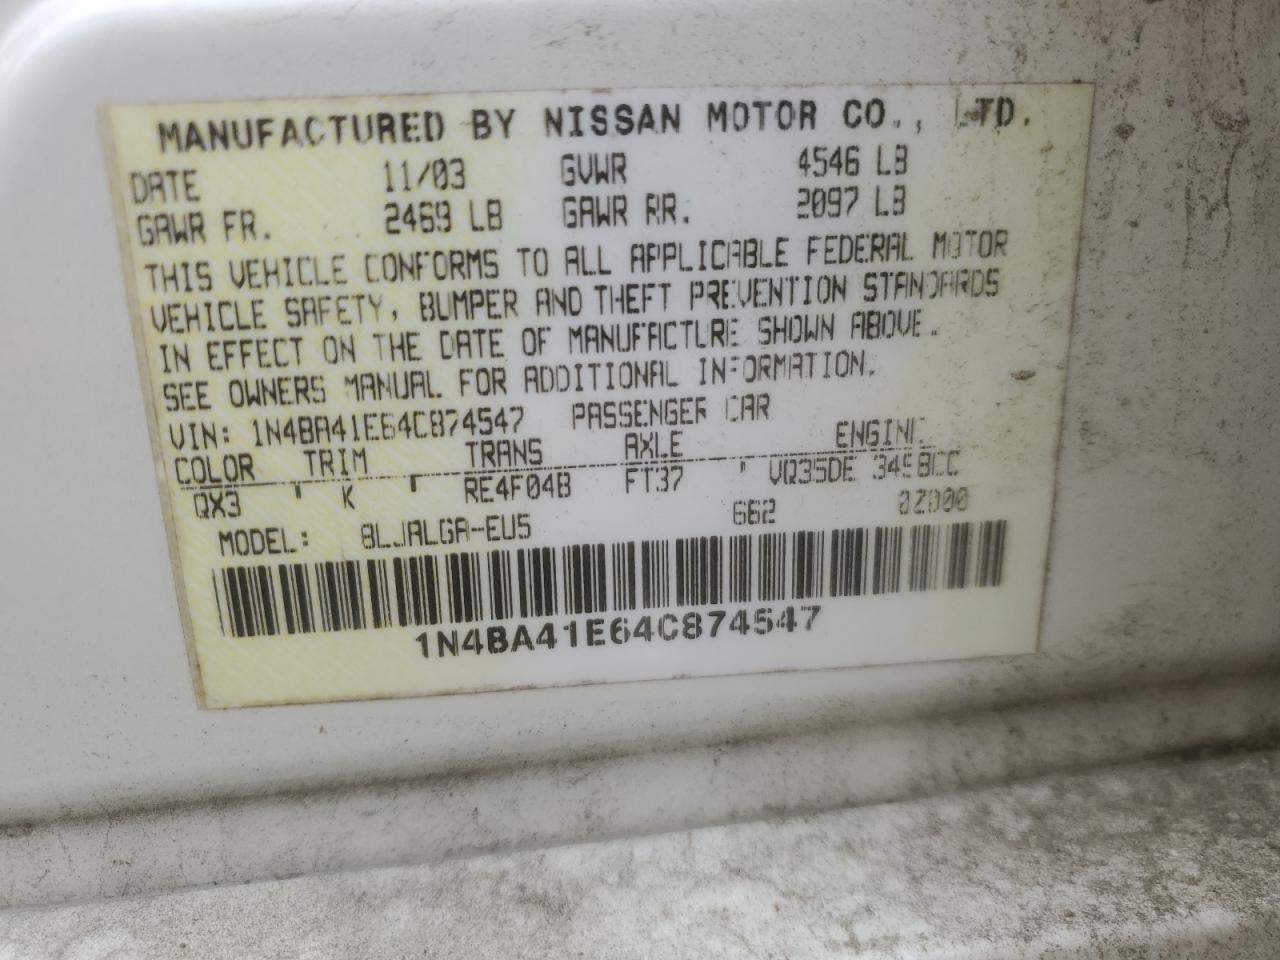 MANUFACTURED BY NISSAN MOTOR CO., LTD.
DATE 11/03 GVWR 4546 LB
GAWR FR. 2469 LB GAWR RR. 2097 LB
THIS VEHICLE CONFORMS TO ALL APPLICABLE FEDERAL MOTOR
VEHICLE SAFETY, BUMPER AND THEFT PREVENTION STANDARDS
IN EFFECT ON THE DATE OF MANUFACTURE SHOWN ABOVE.
SEE OWNERS MANUAL FOR ADDITIONAL INFORMATION.
VIN: 1N4BA41E64C874547 PASSENGER CAR
COLOR TRIM TRANS AXLE ENGINE
QX3 ' K ' RE4F04B FT37 ' VQ35DE 3498CC
MODEL: BLJALGA-EU5 662
1N4BA41E64C874547